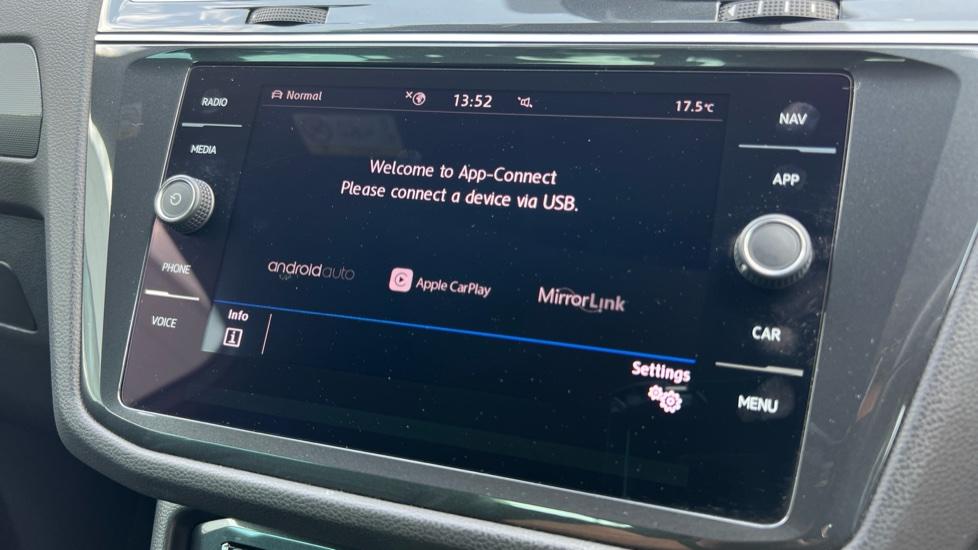 RADIO
MEDIA
PHONE
VOICE
Normal
13:52
17.5°C
Welcome to App-Connect
Please connect a device via USB.
androidauto
Apple CarPlay
MirrorLink
Info
Settings
NAV
APP
CAR
MENU